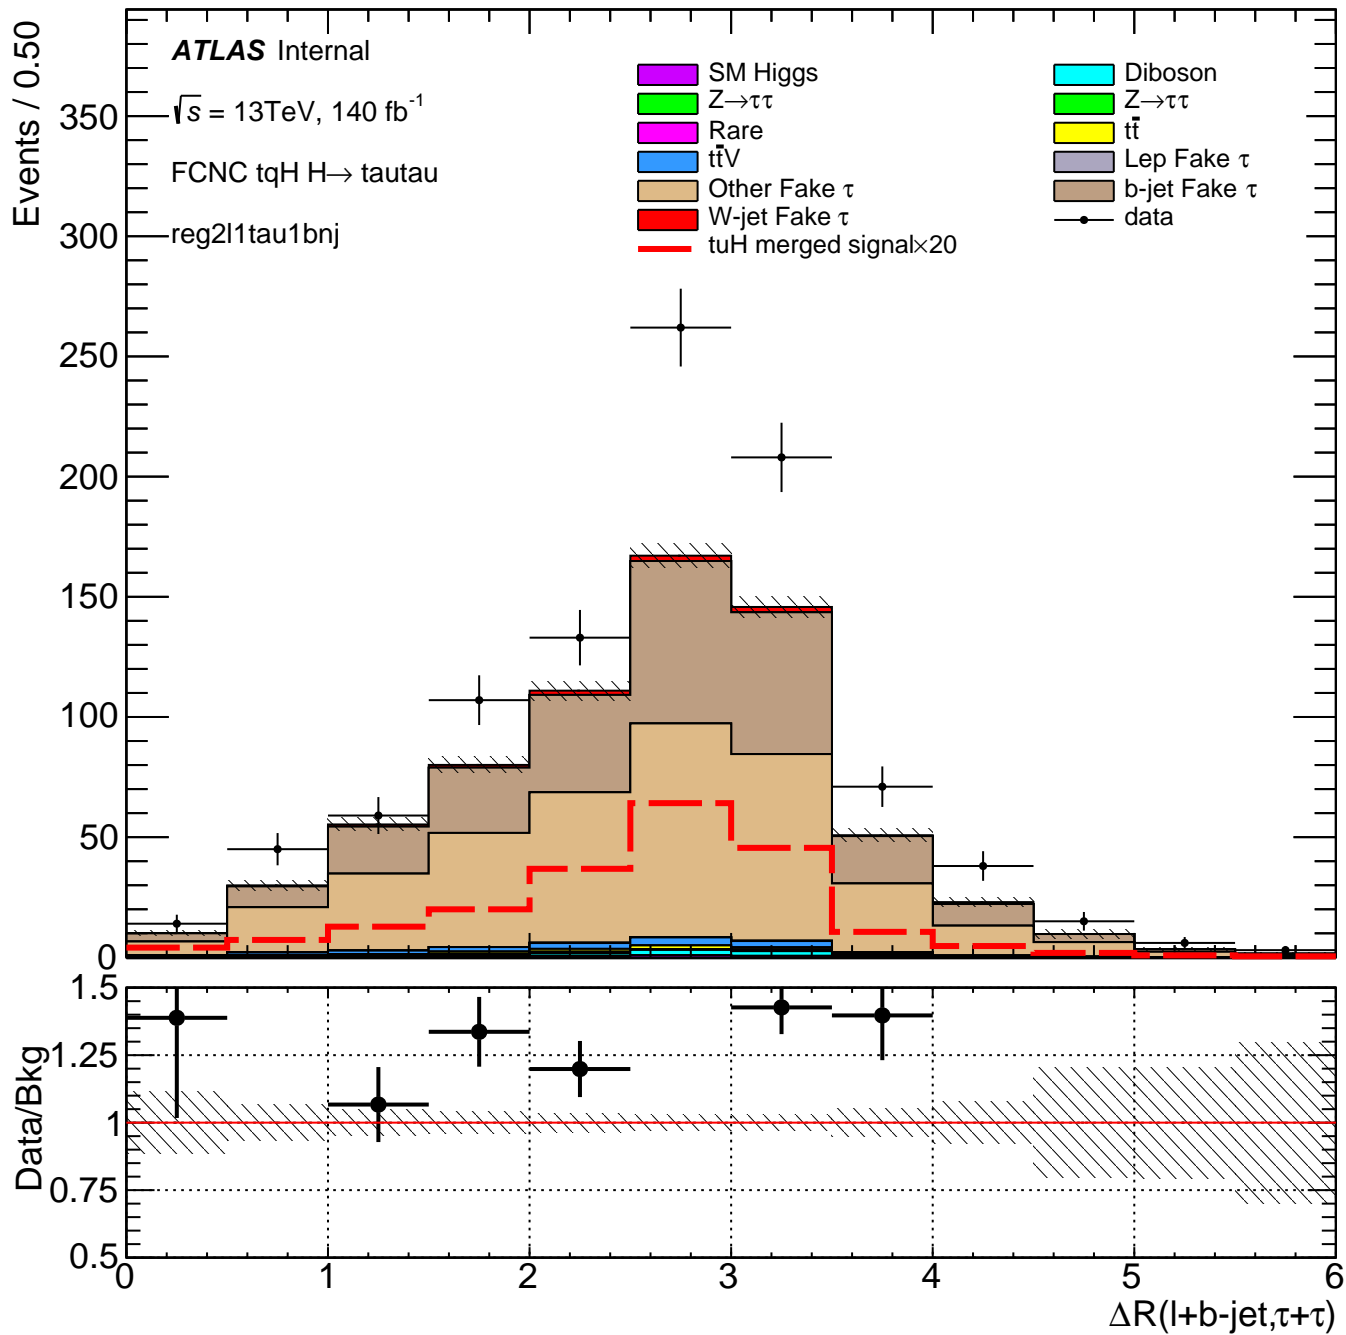 Events / 0.50
ATLAS Internal
√s = 13TeV, 140 fb⁻¹
FCNC tqH H→ tautau
reg2l1tau1bnj
SM Higgs
Z→ττ
Rare
tt̄V
Other Fake τ
W-jet Fake τ
tuH merged signal×20
Diboson
Z→ττ
tt̄
Lep Fake τ
b-jet Fake τ
data
350
300
250
200
150
100
50
0
Data/Bkg
1.5
1.25
1
0.75
0.5
0 1 2 3 4 5 6
ΔR(l+b-jet,τ+τ)